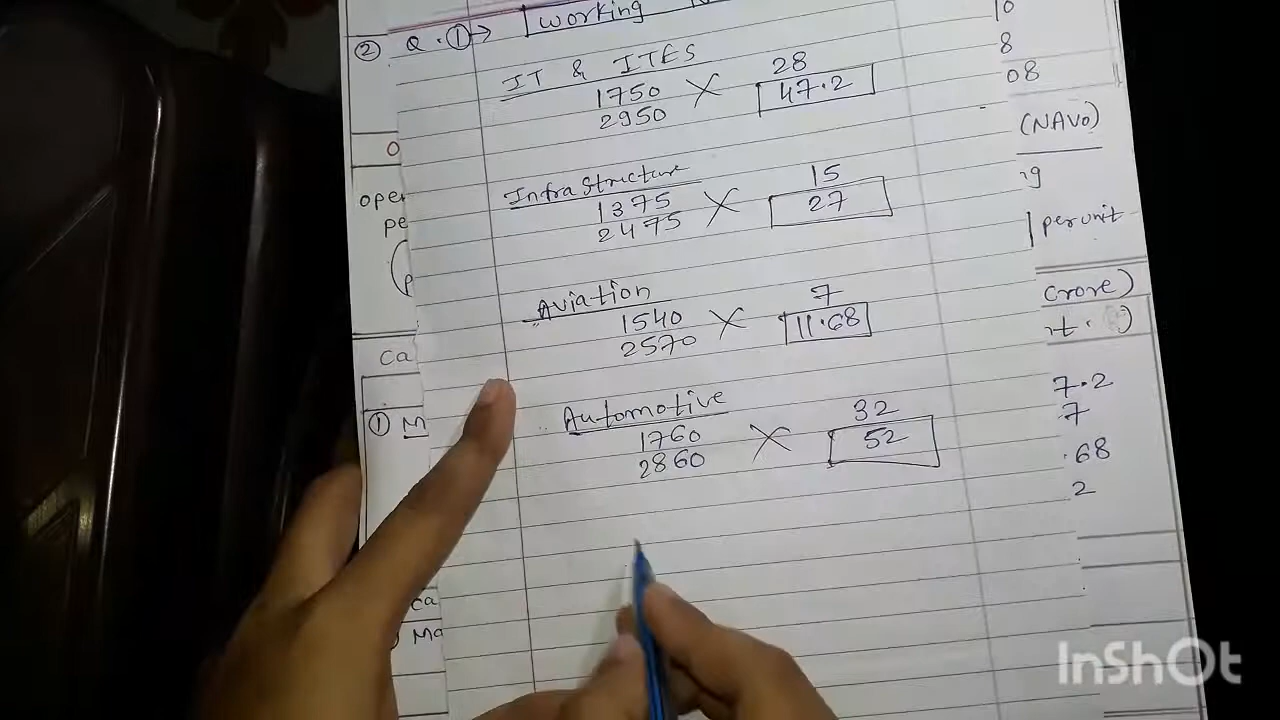 ② Q.①→ working
IT & ITES
1750 × 28
2950 47.2
Infrastructure
1375 × 15
2475 27
Aviation
1540 × 7
2570 11.68
Automotive
1760 × 32
2860 52
10
8
08
(NAVo)
per unit
crore)
7.2
7
.68
2
O
oper
pe
(p
ca
① M
ca
Ma
InShOt